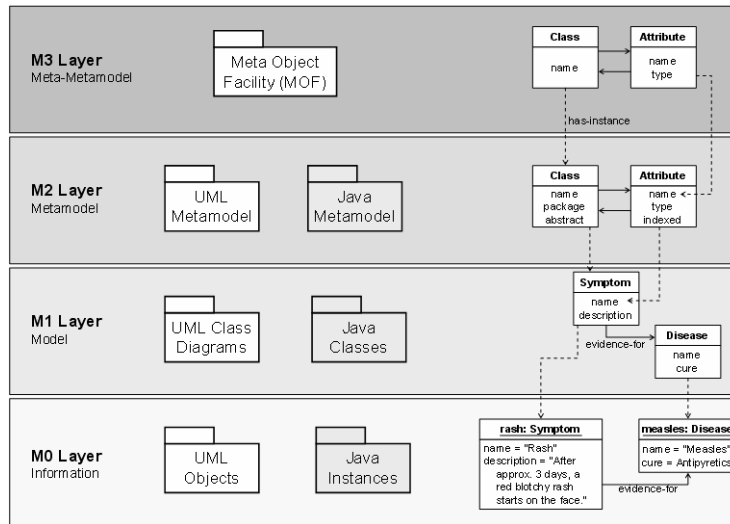 M3 Layer
Meta-Metamodel
Meta Object
Facility (MOF)
Class
name
Attribute
name
type
has-instance
M2 Layer
Metamodel
UML
Metamodel
Java
Metamodel
Class
name
package
abstract
Attribute
name
type
indexed
M1 Layer
Model
UML Class
Diagrams
Java
Classes
Symptom
name
description
evidence-for
Disease
name
cure
M0 Layer
Information
UML
Objects
Java
Instances
rash: Symptom
name = "Rash"
description = "After
approx. 3 days, a
red blotchy rash
starts on the face."
evidence-for
measles: Disease
name = "Measles"
cure = Antipyretics